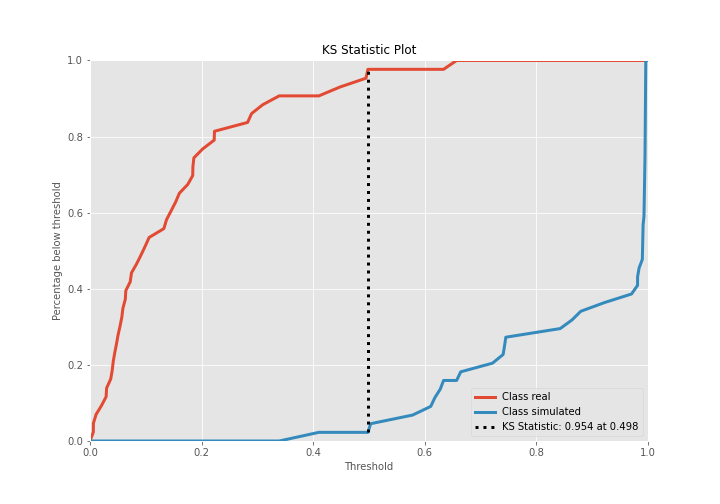 KS Statistic Plot
1.0
0.8
0.6
0.4
0.2
0.0
Percentage below threshold
Class real
Class simulated
KS Statistic: 0.954 at 0.498
0.0 0.2 0.4 0.6 0.8 1.0
Threshold